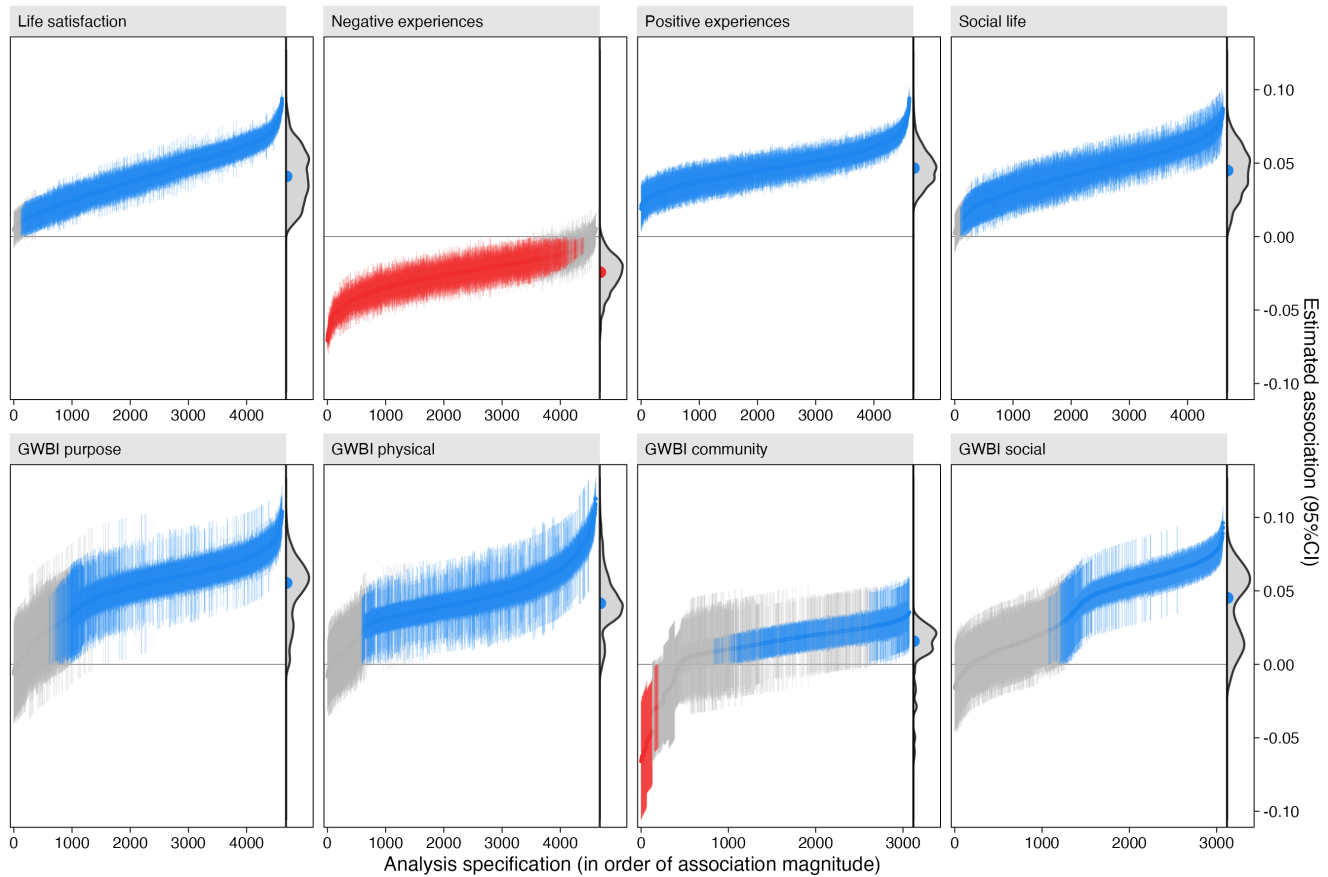 Life satisfaction
Negative experiences
Positive experiences
Social life
0.10
0.05
0.00
-0.05
-0.10
0 1000 2000 3000 4000
0 1000 2000 3000 4000
0 1000 2000 3000 4000
0 1000 2000 3000 4000
GWBI purpose
GWBI physical
GWBI community
GWBI social
0.10
0.05
0.00
-0.05
-0.10
0 1000 2000 3000 4000
0 1000 2000 3000 4000
0 1000 2000 3000
0 1000 2000 3000
Analysis specification (in order of association magnitude)
Estimated association (95%CI)